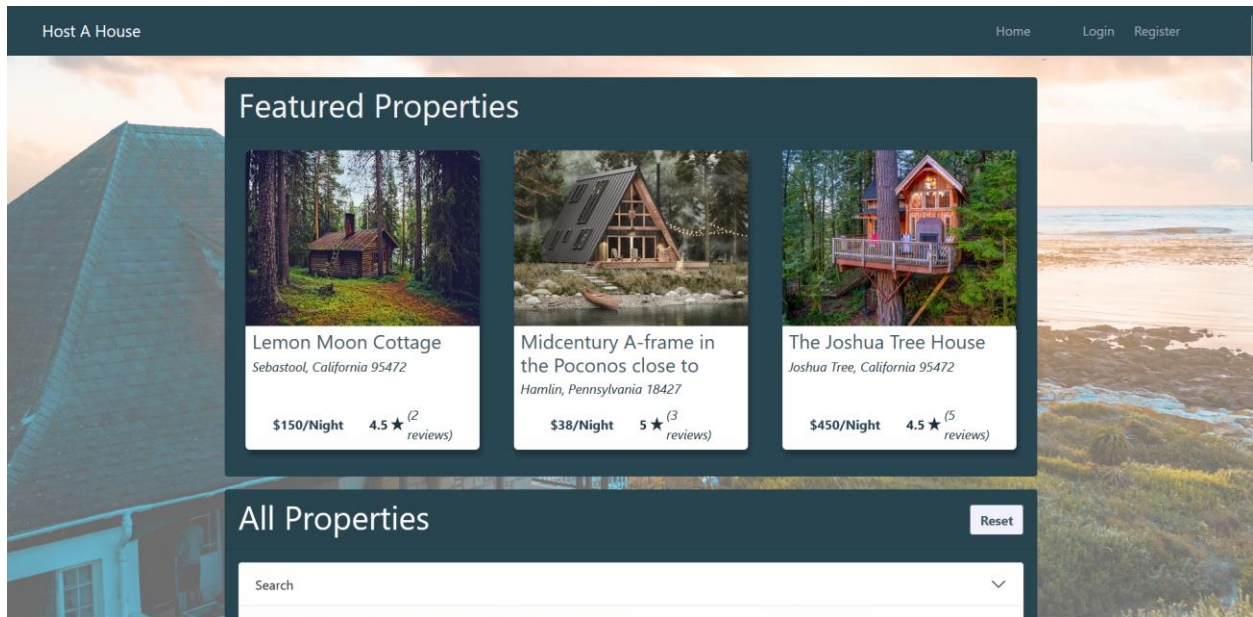 Host A House
Home
Login
Register
Featured Properties
Lemon Moon Cottage
Sebastool, California 95472
$150/Night
4.5 ★ (2
reviews)
Midcentury A-frame in
the Poconos close to
Hamlin, Pennsylvania 18427
$38/Night
5 ★ (3
reviews)
The Joshua Tree House
Joshua Tree, California 95472
$450/Night
4.5 ★ (5
reviews)
All Properties
Reset
Search